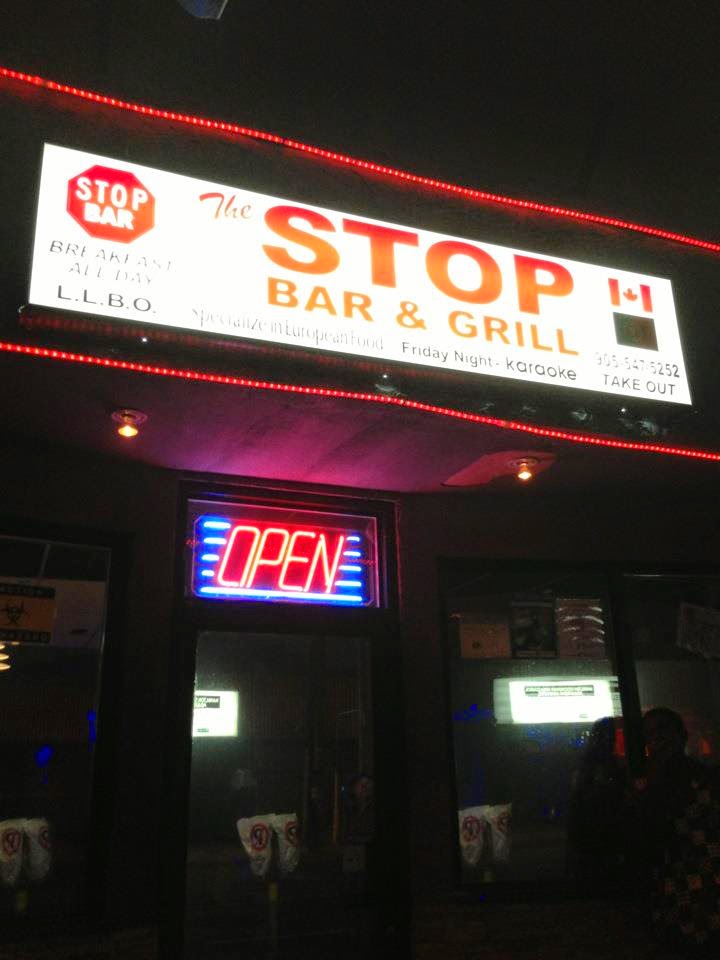 STOP
BAR
BREAKFAST
ALL DAY
L.L.B.O.
The
STOP
BAR & GRILL
Specialize in European Food
Friday Night - Karaoke
905-547-5252
TAKE OUT
OPEN